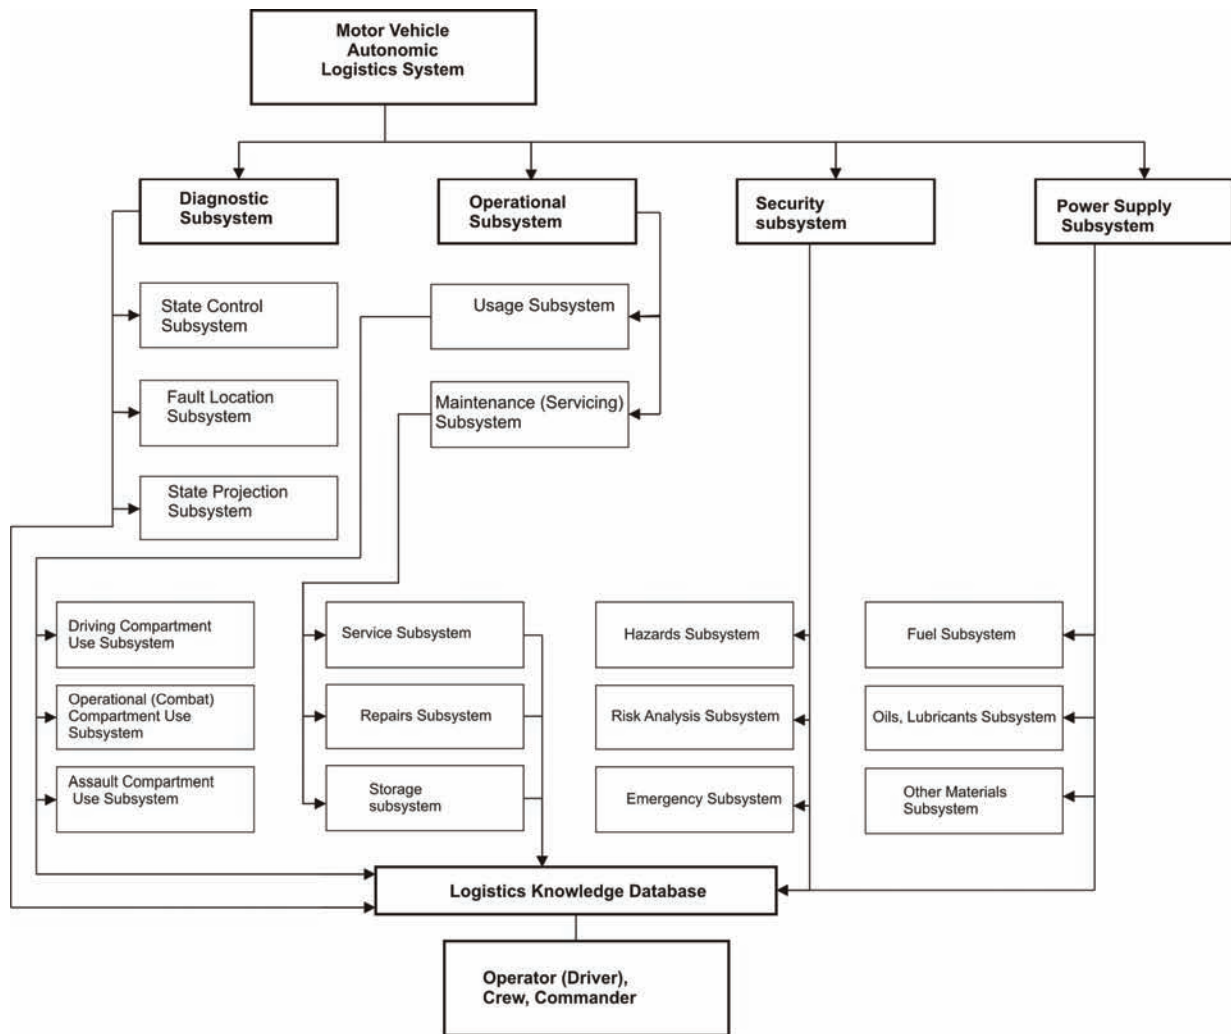 Motor Vehicle
Autonomic
Logistics System
Diagnostic
Subsystem
Operational
Subsystem
Security
subsystem
Power Supply
Subsystem
State Control
Subsystem
Usage Subsystem
Fault Location
Subsystem
Maintenance (Servicing)
Subsystem
State Projection
Subsystem
Driving Compartment
Use Subsystem
Service Subsystem
Hazards Subsystem
Fuel Subsystem
Operational (Combat)
Compartment Use
Subsystem
Repairs Subsystem
Risk Analysis Subsystem
Oils, Lubricants Subsystem
Assault Compartment
Use Subsystem
Storage
subsystem
Emergency Subsystem
Other Materials
Subsystem
Logistics Knowledge Database
Operator (Driver),
Crew, Commander